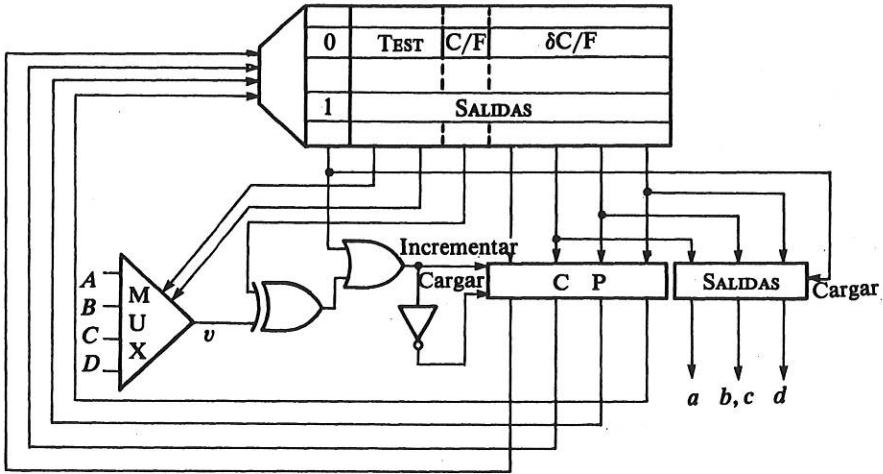 0 TEST C/F δC/F
1 SALIDAS
Incrementar
Cargar
C P
SALIDAS
Cargar
A
B
C
D
M
U
X
v
a b, c d